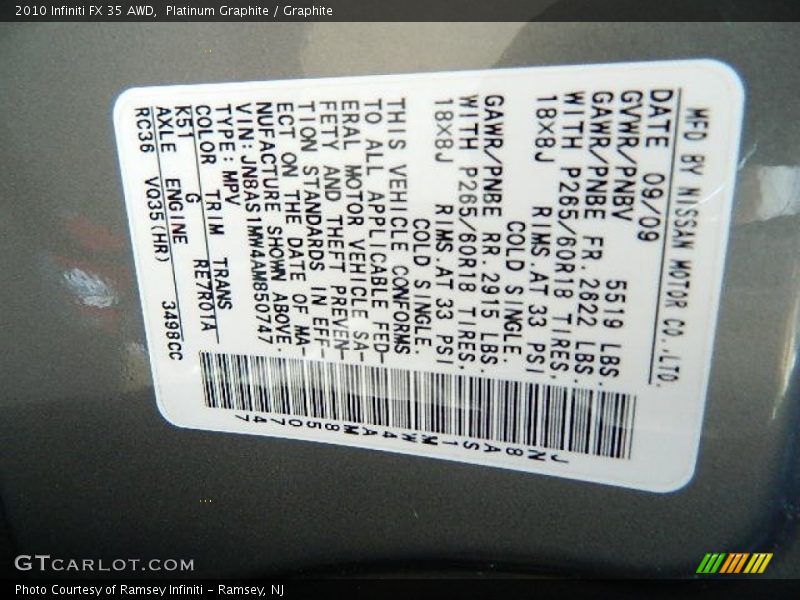 2010 Infiniti FX 35 AWD,  Platinum Graphite / Graphite
MFD BY NISSAN MOTOR CO.,LTD.
DATE 09/09
GVWR/PNBV 5519 LBS.
GAWR/PNBE FR.2822 LBS.
WITH P265/60R18 TIRES,
18X8J RIMS.AT 33 PSI
COLD SINGLE.
GAWR/PNBE RR.2915 LBS.
WITH P265/60R18 TIRES,
18X8J RIMS.AT 33 PSI
COLD SINGLE.
THIS VEHICLE CONFORMS
TO ALL APPLICABLE FED-
ERAL MOTOR VEHICLE SA-
FETY AND THEFT PREVEN-
TION STANDARDS IN EFF-
ECT ON THE DATE OF MA-
NUFACTURE SHOWN ABOVE.
VIN:JN8AS1MW4AM850747
TYPE:MPV
COLOR TRIM TRANS
K51 G RE7R01A
AXLE ENGINE
RC36 VQ35(HR) 3498CC
JN8AS1MW4AM850747
GTCARLOT.COM
Photo Courtesy of Ramsey Infiniti - Ramsey, NJ